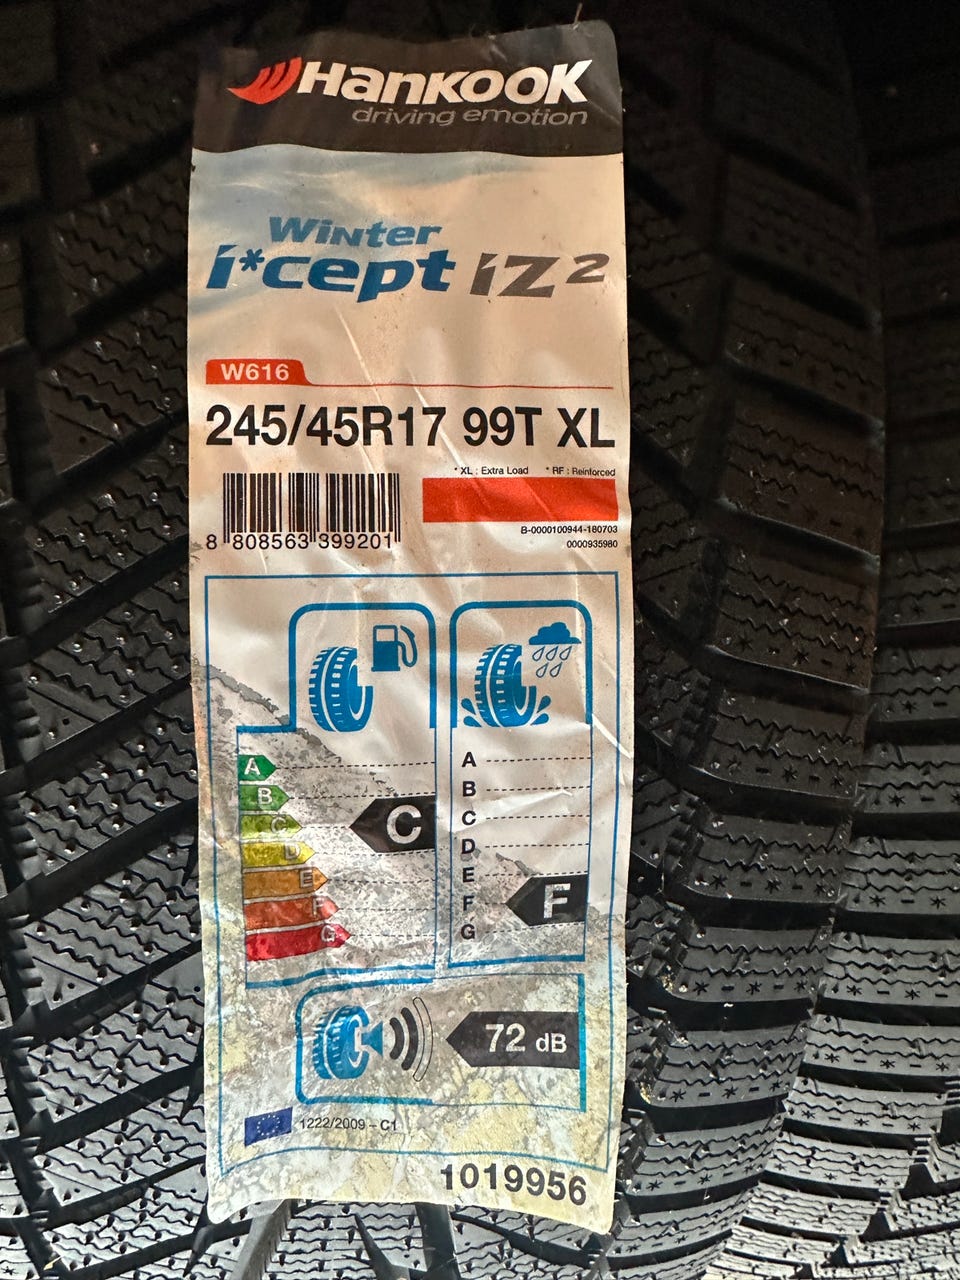 HANKOOK
driving emotion
Winter
i*cept iZ2
W616
245/45R17 99T XL
* XL : Extra Load * RF : Reinforced
B-0000100944-180703
0000935980
8 808563 399201
A
B
C
D
E
F
G
C
A
B
C
D
E
F
G
F
72 dB
1222/2009 - C1
1019956